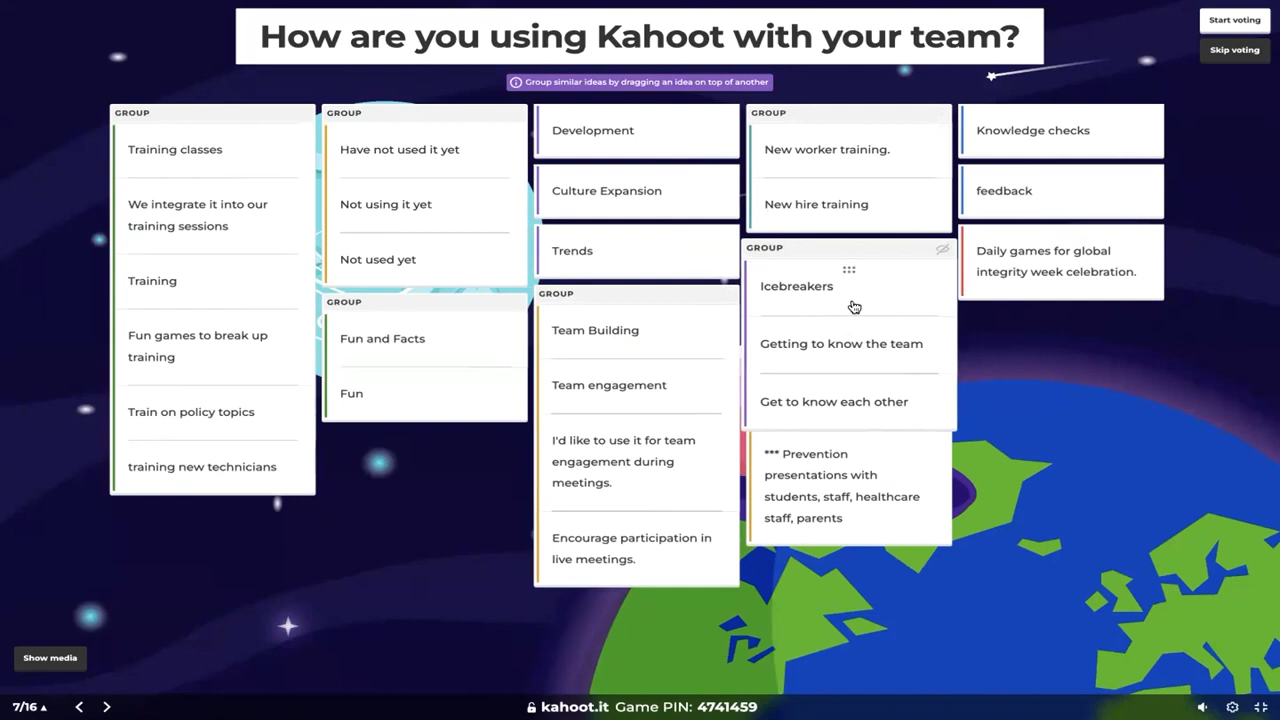 How are you using Kahoot with your team?
Start voting
Skip voting
Group similar ideas by dragging an idea on top of another
GROUP
Training classes
We integrate it into our
training sessions
Training
Fun games to break up
training
Train on policy topics
training new technicians
GROUP
Have not used it yet
Not using it yet
Not used yet
GROUP
Fun and Facts
Fun
Development
Culture Expansion
Trends
GROUP
Team Building
Team engagement
I'd like to use it for team
engagement during
meetings.
Encourage participation in
live meetings.
GROUP
New worker training.
New hire training
GROUP
Icebreakers
Getting to know the team
Get to know each other
*** Prevention
presentations with
students, staff, healthcare
staff, parents
Knowledge checks
feedback
Daily games for global
integrity week celebration.
Show media
7/16
kahoot.it Game PIN: 4741459